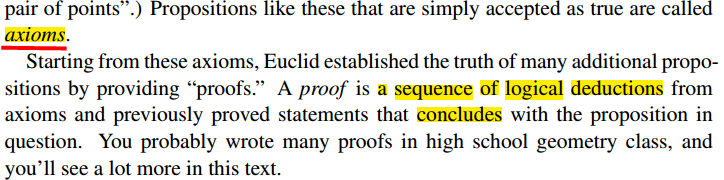 pair of points”.) Propositions like these that are simply accepted as true are called
axioms.
Starting from these axioms, Euclid established the truth of many additional propo-
sitions by providing “proofs.” A proof is a sequence of logical deductions from
axioms and previously proved statements that concludes with the proposition in
question. You probably wrote many proofs in high school geometry class, and
you’ll see a lot more in this text.